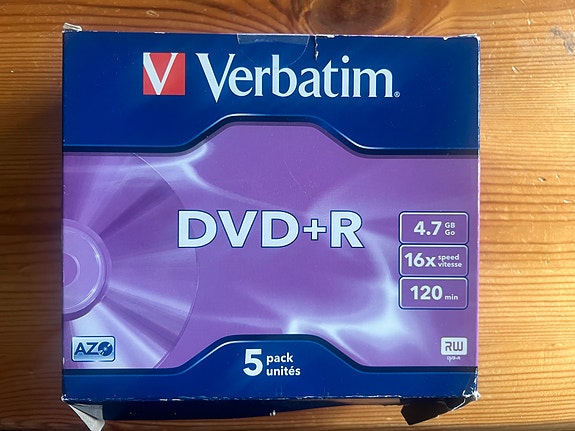 V Verbatim®
DVD+R
4.7 GB Go
16x speed vitesse
120 min
AZO
5 pack unités
RW